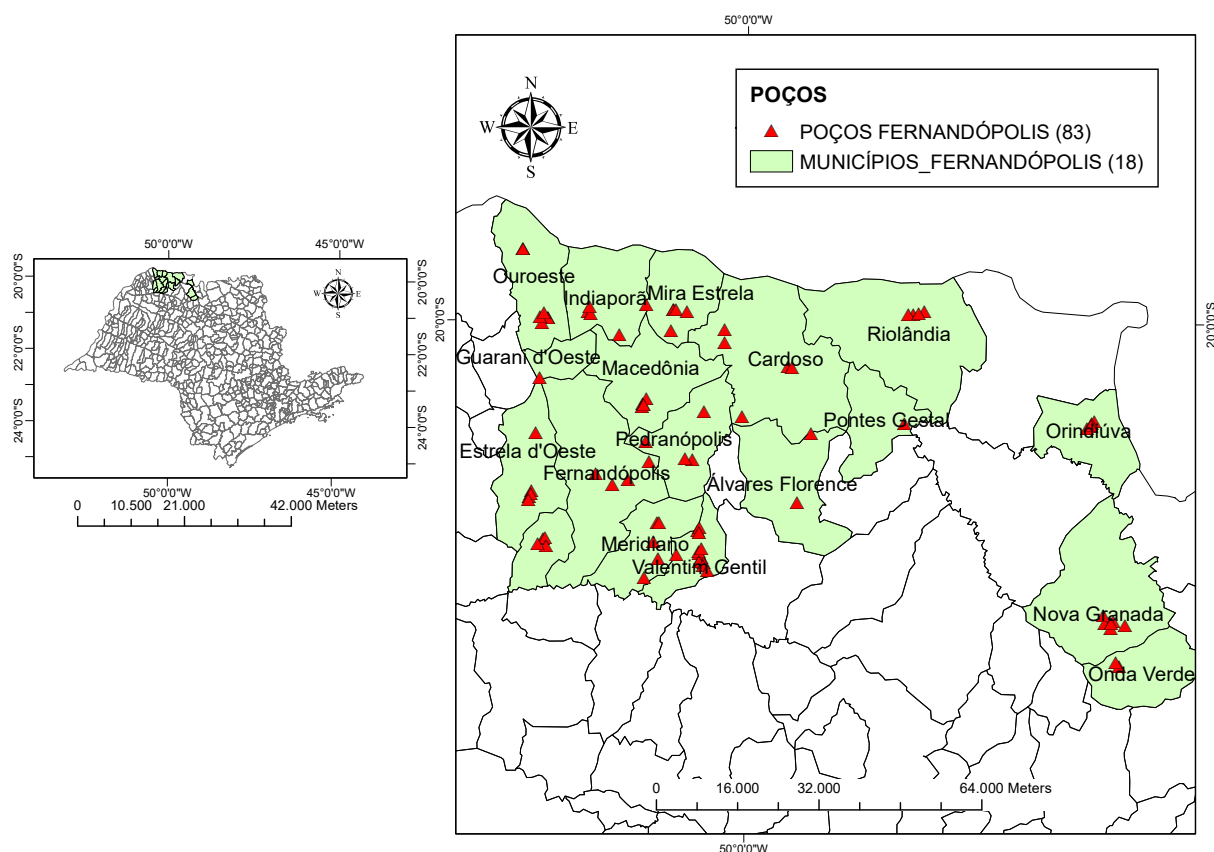 50°0'0"W
N
W
E
S
POÇOS
POÇOS FERNANDÓPOLIS (83)
MUNICÍPIOS_FERNANDÓPOLIS (18)
50°0'0"W
45°0'0"W
20°0'0"S
22°0'0"S
24°0'0"S
N
W
E
S
20°0'0"S
22°0'0"S
24°0'0"S
50°0'0"W
45°0'0"W
0
10.500
21.000
42.000 Meters
20°0'0"S
20°0'0"S
Ouroeste
Indiaporã
Mira Estrela
Riolândia
Guarani d'Oeste
Macedônia
Cardoso
Pontes Gestal
Orindiúva
Pedranópolis
Estrela d'Oeste
Fernandópolis
Álvares Florence
Meridiano
Valentim Gentil
Nova Granada
Onda Verde
0
16.000
32.000
64.000 Meters
50°0'0"W